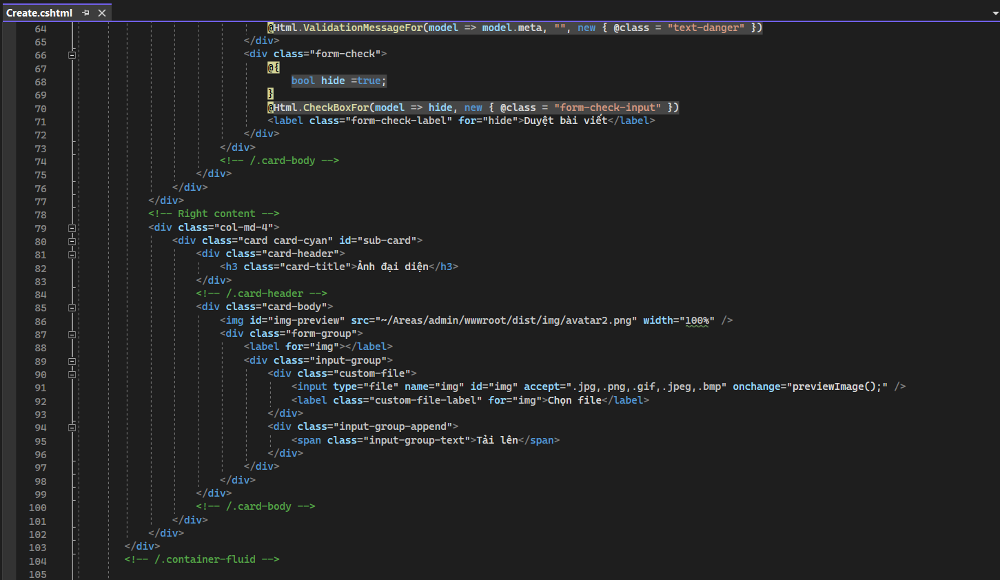 Create.cshtml
64 @Html.ValidationMessageFor(model => model.meta, "", new { @class = "text-danger" })
65 </div>
66 <div class="form-check">
67 @{
68 bool hide =true;
69 }
70 @Html.CheckBoxFor(model => hide, new { @class = "form-check-input" })
71 <label class="form-check-label" for="hide">Duyệt bài viết</label>
72 </div>
73 </div>
74 <!-- /.card-body -->
75 </div>
76 </div>
77 </div>
78 <!-- Right content -->
79 <div class="col-md-4">
80 <div class="card card-cyan" id="sub-card">
81 <div class="card-header">
82 <h3 class="card-title">Ảnh đại diện</h3>
83 </div>
84 <!-- /.card-header -->
85 <div class="card-body">
86 <img id="img-preview" src="~/Areas/admin/wwwroot/dist/img/avatar2.png" width="100%" />
87 <div class="form-group">
88 <label for="img"></label>
89 <div class="input-group">
90 <div class="custom-file">
91 <input type="file" name="img" id="img" accept=".jpg,.png,.gif,.jpeg,.bmp" onchange="previewImage();" />
92 <label class="custom-file-label" for="img">Chọn file</label>
93 </div>
94 <div class="input-group-append">
95 <span class="input-group-text">Tải lên</span>
96 </div>
97 </div>
98 </div>
99 </div>
100 <!-- /.card-body -->
101 </div>
102 </div>
103 </div>
104 <!-- /.container-fluid -->
105